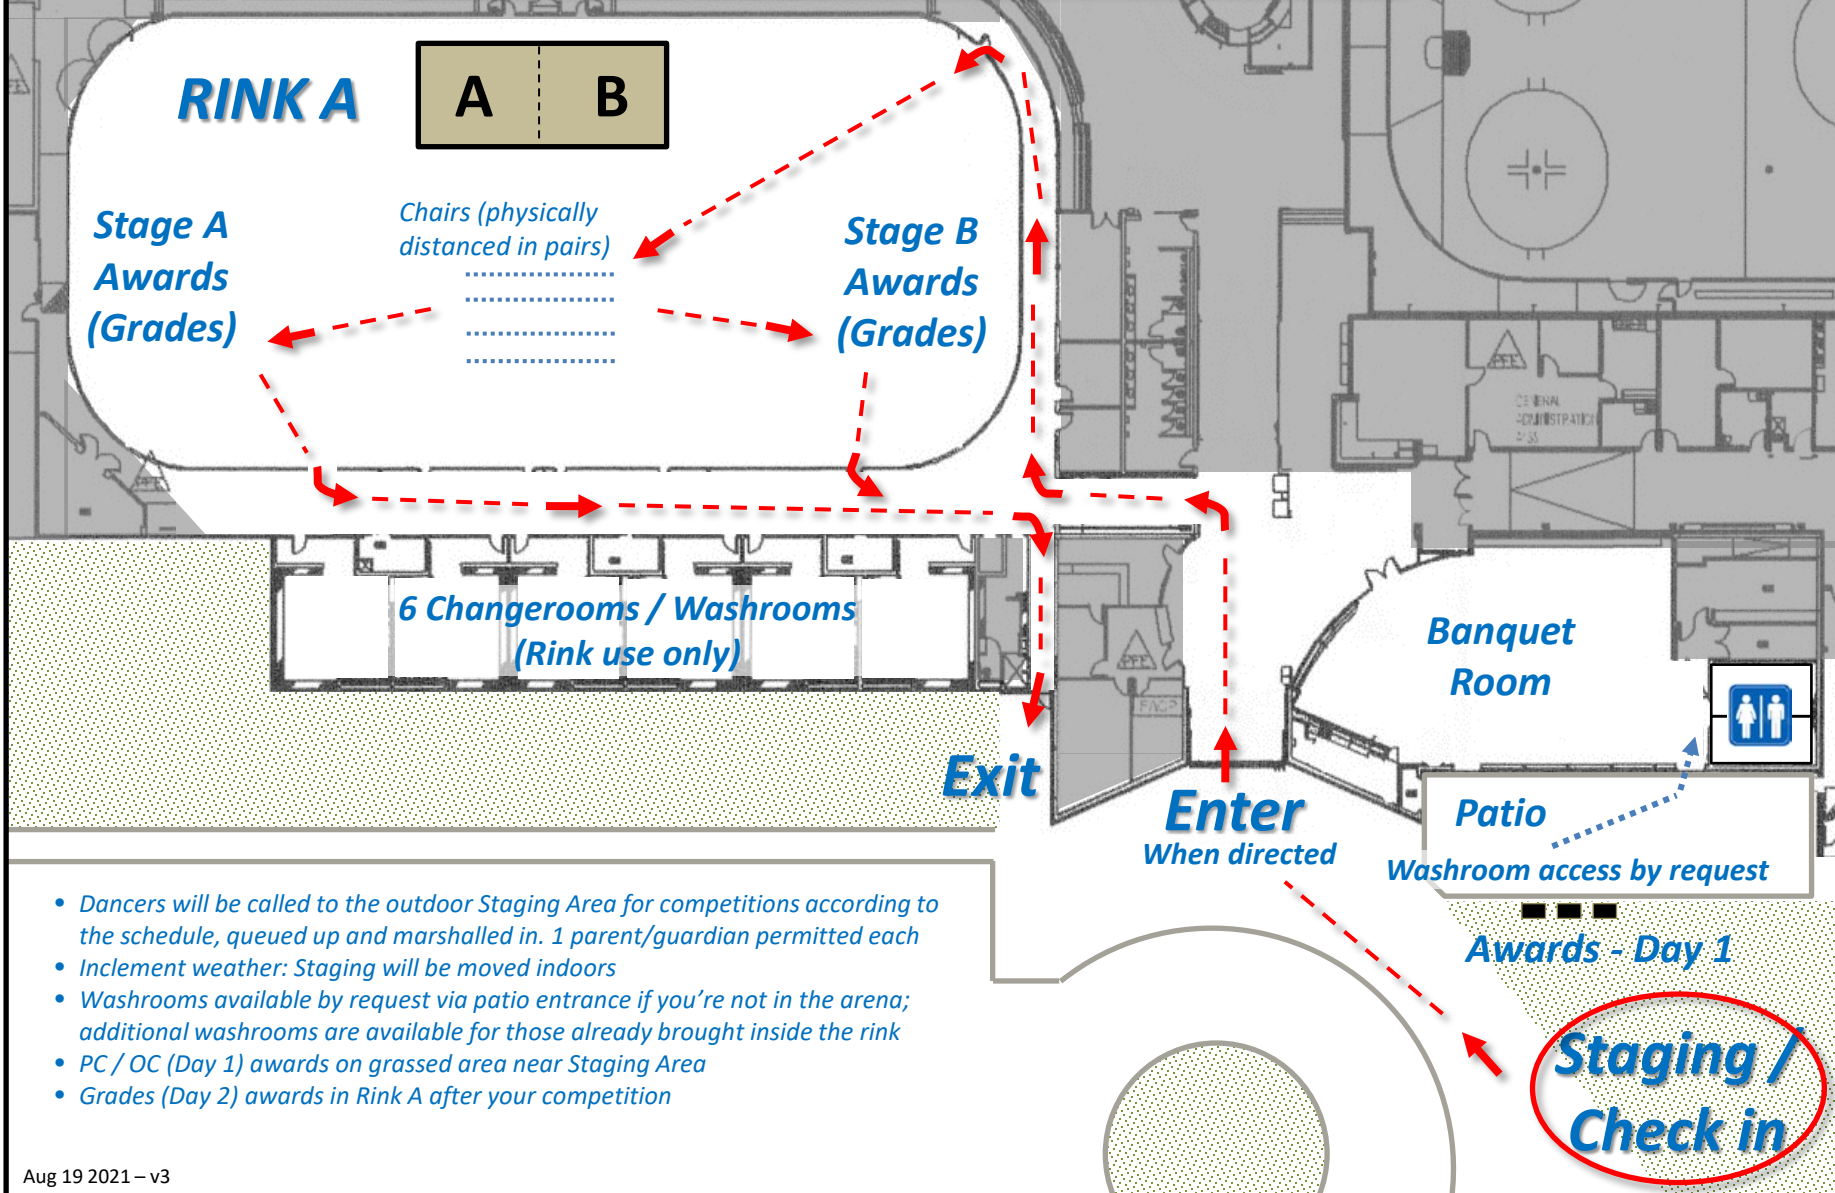 RINK A
A
B
Stage A
Awards
(Grades)
Chairs (physically
distanced in pairs)
Stage B
Awards
(Grades)
PFE
GENERAL
ADMINISTRATION
PFE
6 Changerooms / Washrooms
(Rink use only)
PFE
FACP
Banquet
Room
Exit
Enter
When directed
Patio
Washroom access by request
Awards - Day 1
Staging /
Check in
• Dancers will be called to the outdoor Staging Area for competitions according to
the schedule, queued up and marshalled in. 1 parent/guardian permitted each
• Inclement weather: Staging will be moved indoors
• Washrooms available by request via patio entrance if you’re not in the arena;
additional washrooms are available for those already brought inside the rink
• PC / OC (Day 1) awards on grassed area near Staging Area
• Grades (Day 2) awards in Rink A after your competition
Aug 19 2021 – v3